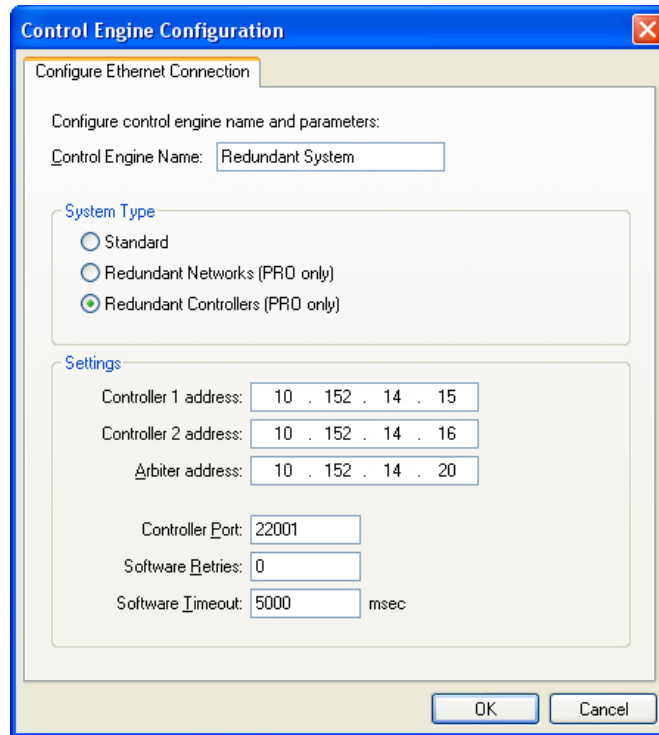 Control Engine Configuration
Configure Ethernet Connection
Configure control engine name and parameters:
Control Engine Name: Redundant System
System Type
Standard
Redundant Networks (PRO only)
Redundant Controllers (PRO only)
Settings
Controller 1 address: 10 . 152 . 14 . 15
Controller 2 address: 10 . 152 . 14 . 16
Arbiter address: 10 . 152 . 14 . 20
Controller Port: 22001
Software Retries: 0
Software Timeout: 5000 msec
OK Cancel